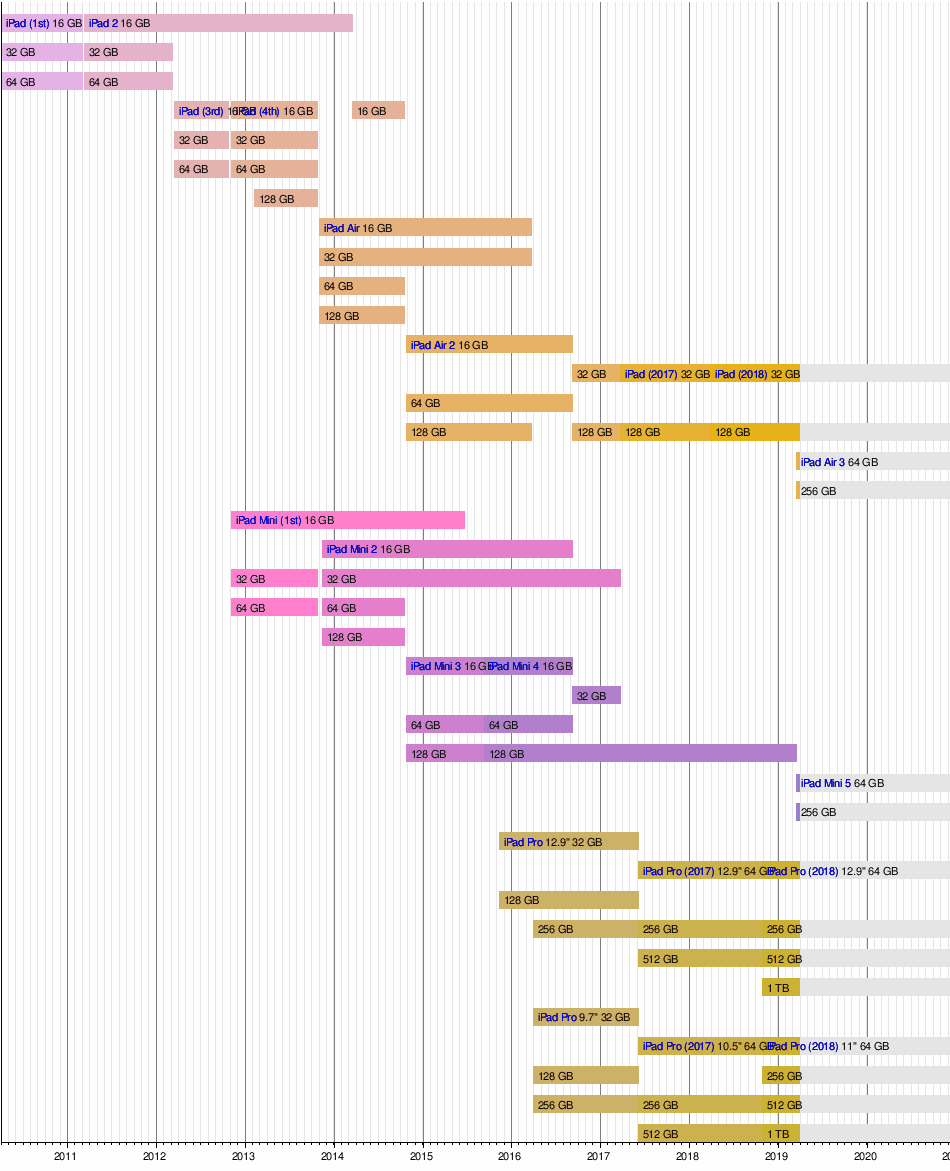 iPad (1st) 16 GB iPad 2 16 GB
32 GB 32 GB
64 GB 64 GB
iPad (3rd) 16 GB iPad (4th) 16 GB 16 GB
32 GB 32 GB
64 GB 64 GB
128 GB
iPad Air 16 GB
32 GB
64 GB
128 GB
iPad Air 2 16 GB
32 GB iPad (2017) 32 GB iPad (2018) 32 GB
64 GB
128 GB 128 GB 128 GB 128 GB
iPad Air 3 64 GB
256 GB
iPad Mini (1st) 16 GB
iPad Mini 2 16 GB
32 GB 32 GB
64 GB 64 GB
128 GB
iPad Mini 3 16 GB iPad Mini 4 16 GB
32 GB
64 GB 64 GB
128 GB 128 GB
iPad Mini 5 64 GB
256 GB
iPad Pro 12.9" 32 GB
iPad Pro (2017) 12.9" 64 GB iPad Pro (2018) 12.9" 64 GB
128 GB
256 GB 256 GB 256 GB
512 GB 512 GB
1 TB
iPad Pro 9.7" 32 GB
iPad Pro (2017) 10.5" 64 GB iPad Pro (2018) 11" 64 GB
128 GB 256 GB
256 GB 256 GB 512 GB
512 GB 1 TB
2011 2012 2013 2014 2015 2016 2017 2018 2019 2020